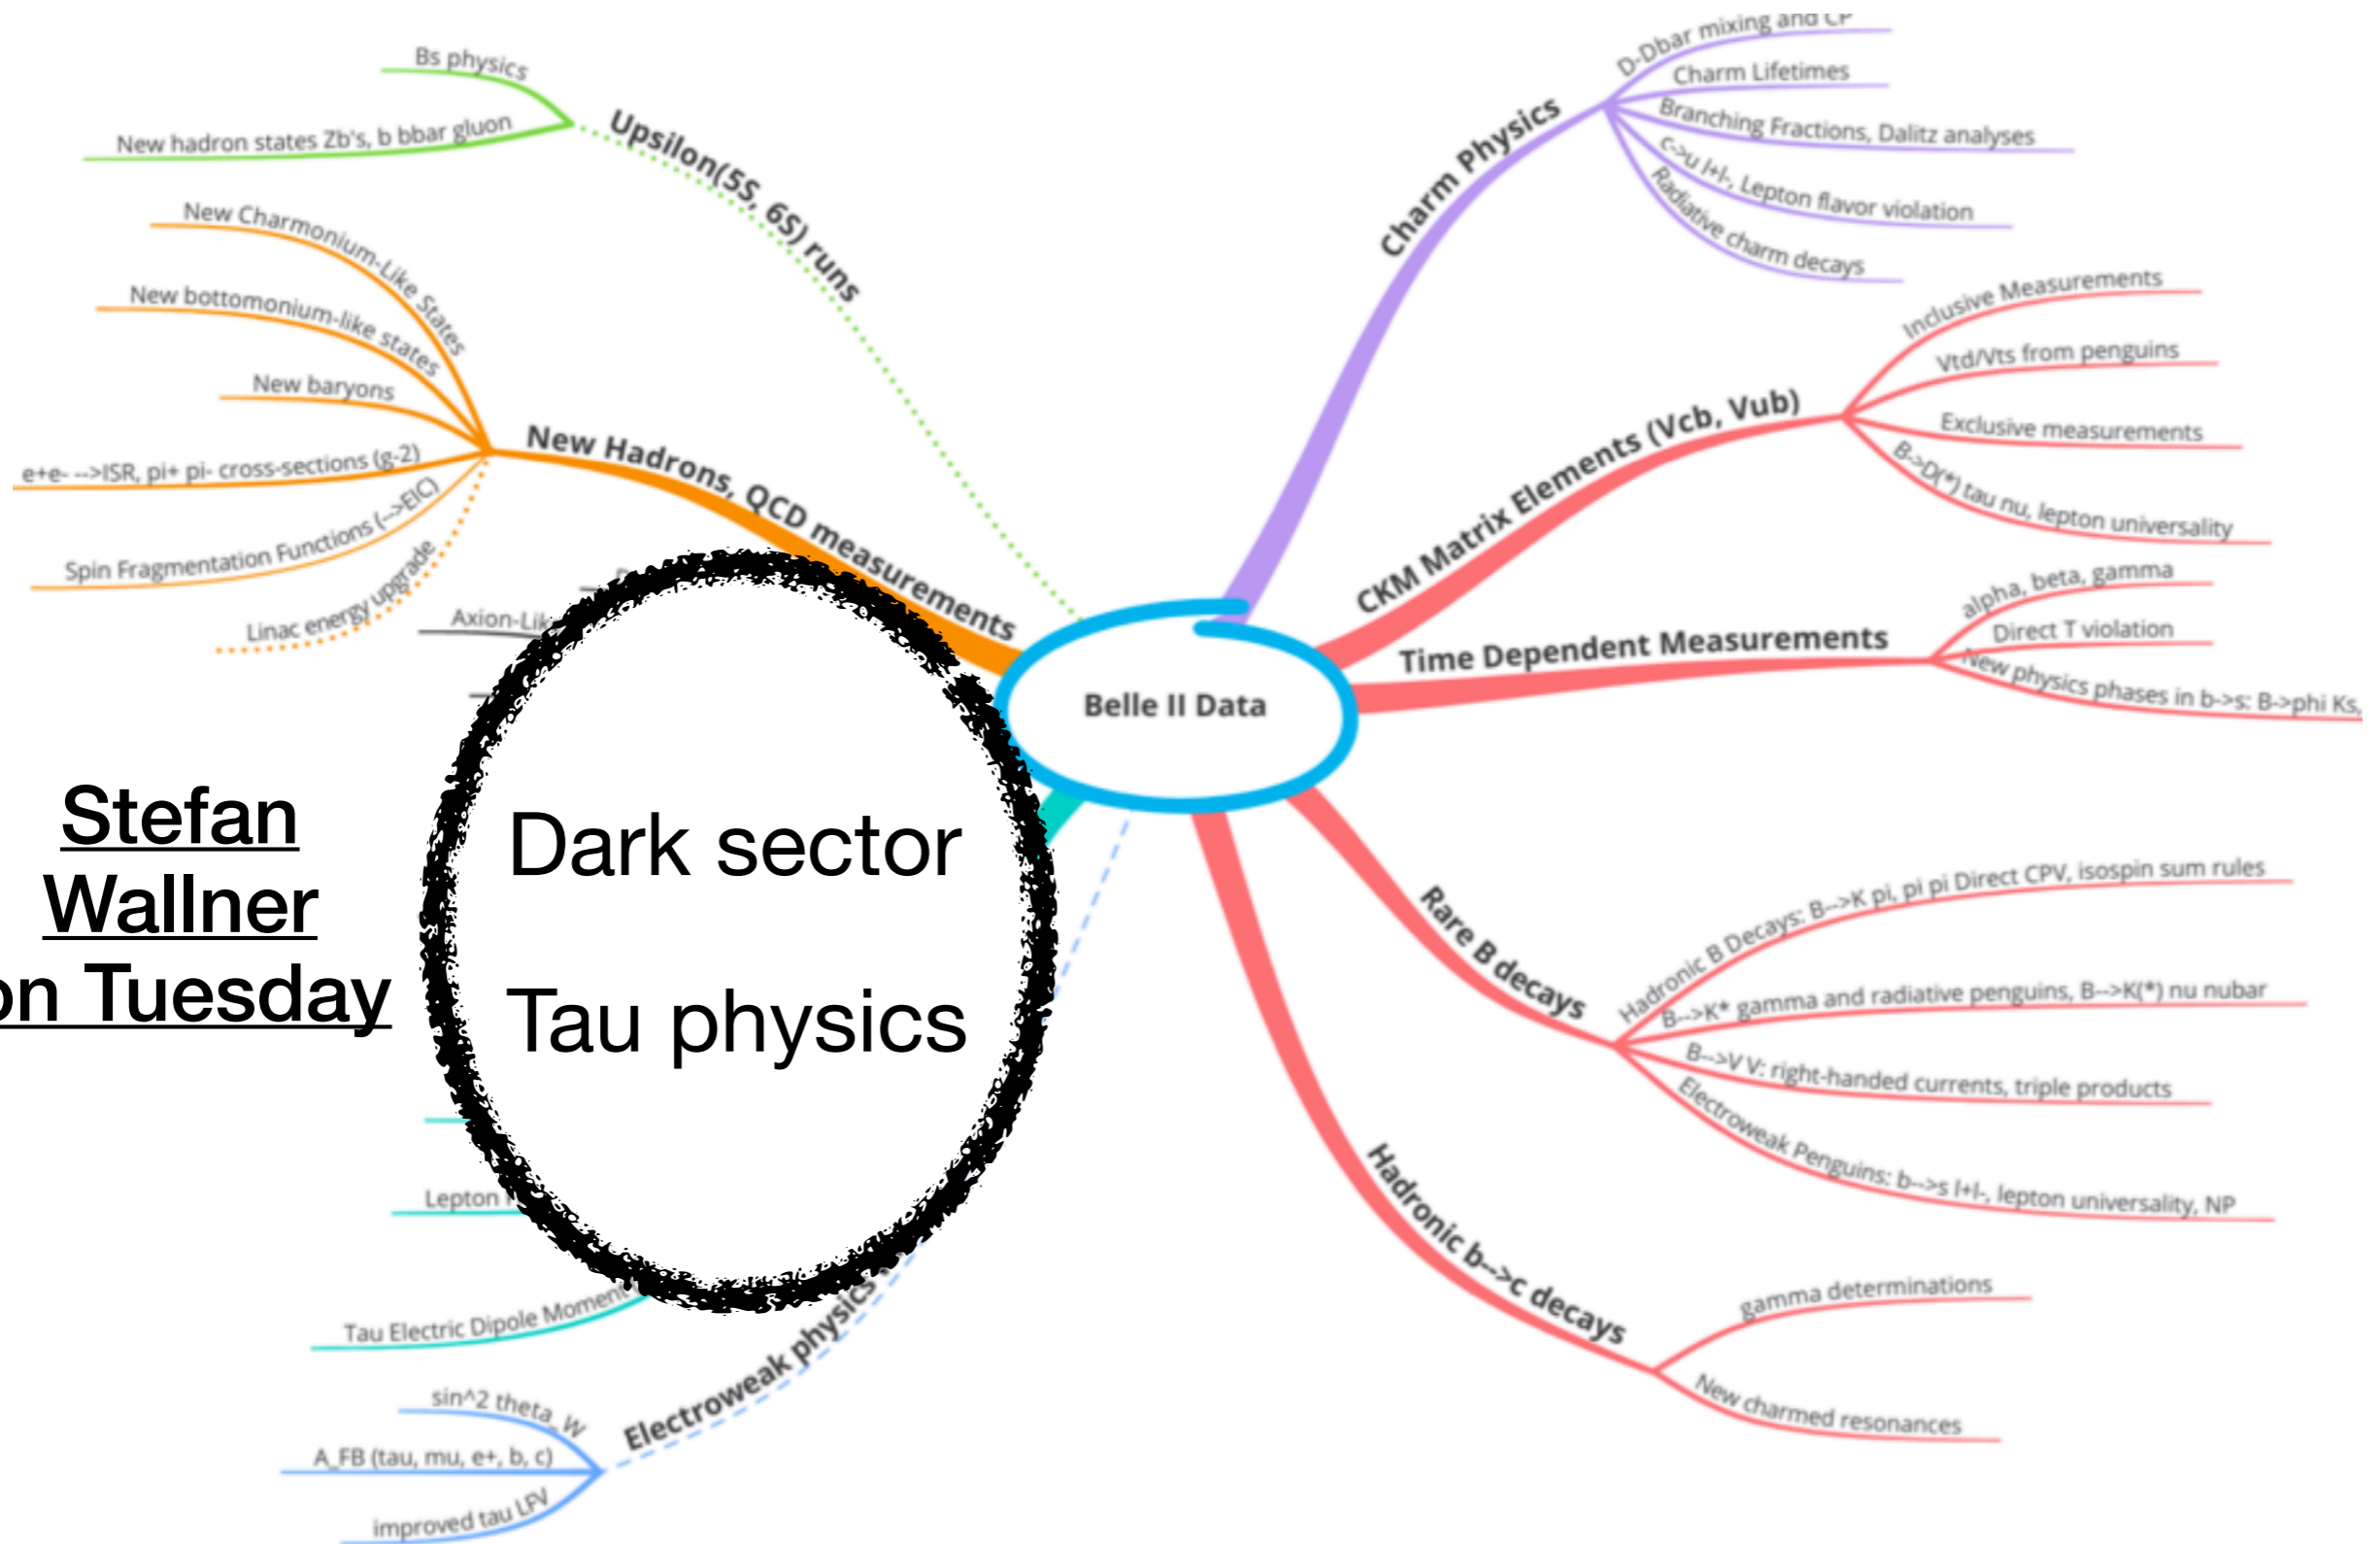 Bs physics
New hadron states Zb's, b bbar gluon
Upsilon(5S, 6S) runs
New Charmonium-Like States
New bottomonium-like states
New baryons
e+e- -->ISR, pi+ pi- cross-sections (g-2)
Spin Fragmentation Functions (-->EIC)
Linac energy upgrade
New Hadrons, QCD measurements
Stefan
Wallner
on Tuesday
Dark sector
Tau physics
Lepton
Tau Electric Dipole Moment
Electroweak physics
sin^2 theta_W
A_FB (tau, mu, e+, b, c)
improved tau LFV
Belle II Data
Charm Physics
D-Dbar mixing and CP
Charm Lifetimes
Branching Fractions, Dalitz analyses
c->u l+l-, Lepton flavor violation
Radiative charm decays
CKM Matrix Elements (Vcb, Vub)
Inclusive Measurements
Vtd/Vts from penguins
Exclusive measurements
B->D(*) tau nu, lepton universality
Time Dependent Measurements
alpha, beta, gamma
Direct T violation
New physics phases in b->s: B->phi Ks,
Rare B decays
Hadronic B Decays: B-->K pi, pi pi Direct CPV, isospin sum rules
B-->K* gamma and radiative penguins, B-->K(*) nu nubar
B-->V V: right-handed currents, triple products
Electroweak Penguins: b-->s l+l-, lepton universality, NP
Hadronic b-->c decays
gamma determinations
New charmed resonances